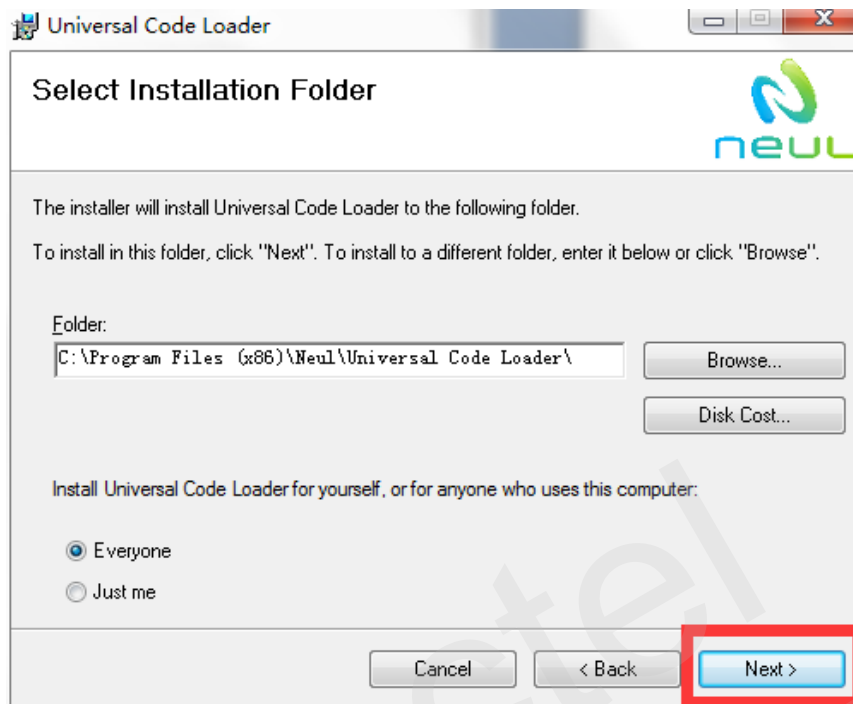 Universal Code Loader
Select Installation Folder
neuL
The installer will install Universal Code Loader to the following folder.
To install in this folder, click "Next". To install to a different folder, enter it below or click "Browse".
Folder:
C:\Program Files (x86)\Neul\Universal Code Loader\
Browse...
Disk Cost...
Install Universal Code Loader for yourself, or for anyone who uses this computer:
Everyone
Just me
Cancel
< Back
Next >